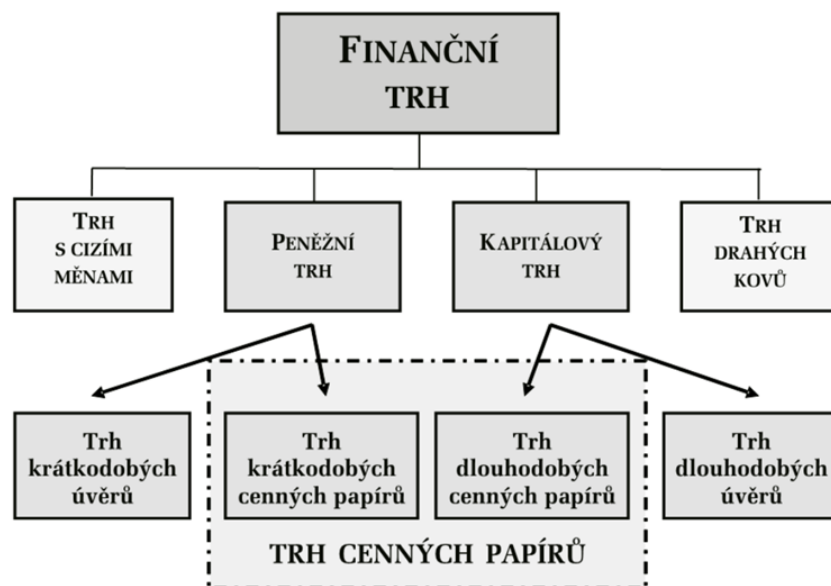 FINANČNÍ
TRH
TRH
S CIZÍMI
MĚNAMI
PENĚŽNÍ
TRH
KAPITÁLOVÝ
TRH
TRH
DRAHÝCH
KOVŮ
Trh
krátkodobých
úvěrů
Trh
krátkodobých
cenných papírů
Trh
dlouhodobých
cenných papírů
Trh
dlouhodobých
úvěrů
TRH CENNÝCH PAPÍRŮ